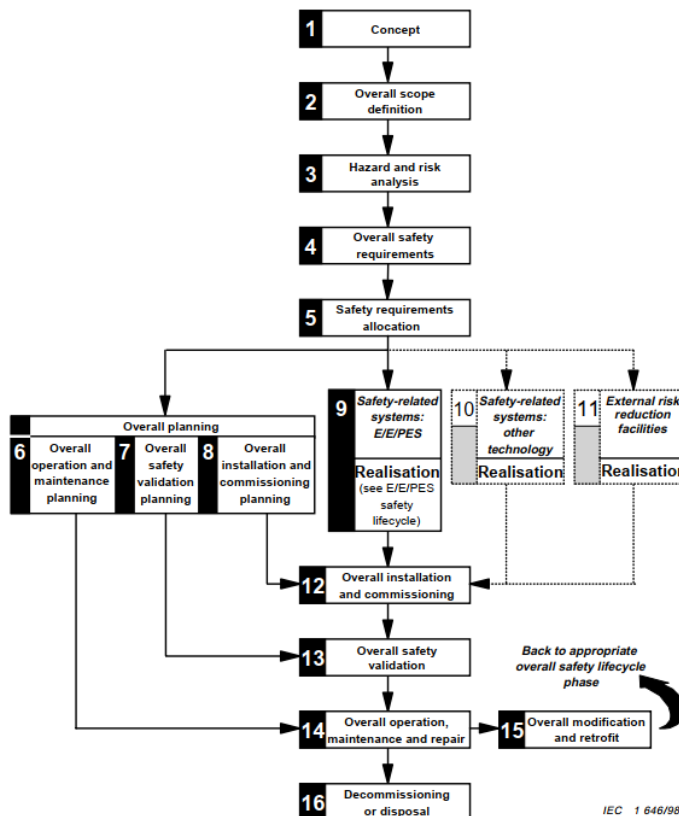 1
Concept
2
Overall scope
definition
3
Hazard and risk
analysis
4
Overall safety
requirements
5
Safety requirements
allocation
Overall planning
6
Overall
operation and
maintenance
planning
7
Overall
safety
validation
planning
8
Overall
installation and
commissioning
planning
9
Safety-related
systems:
E/E/PES
Realisation
(see E/E/PES
safety
lifecycle)
10
Safety-related
systems:
other
technology
Realisation
11
External risk
reduction
facilities
Realisation
12
Overall installation
and commissioning
13
Overall safety
validation
Back to appropriate
overall safety lifecycle
phase
14
Overall operation,
maintenance and repair
15
Overall modification
and retrofit
16
Decommissioning
or disposal
IEC 1 646/98